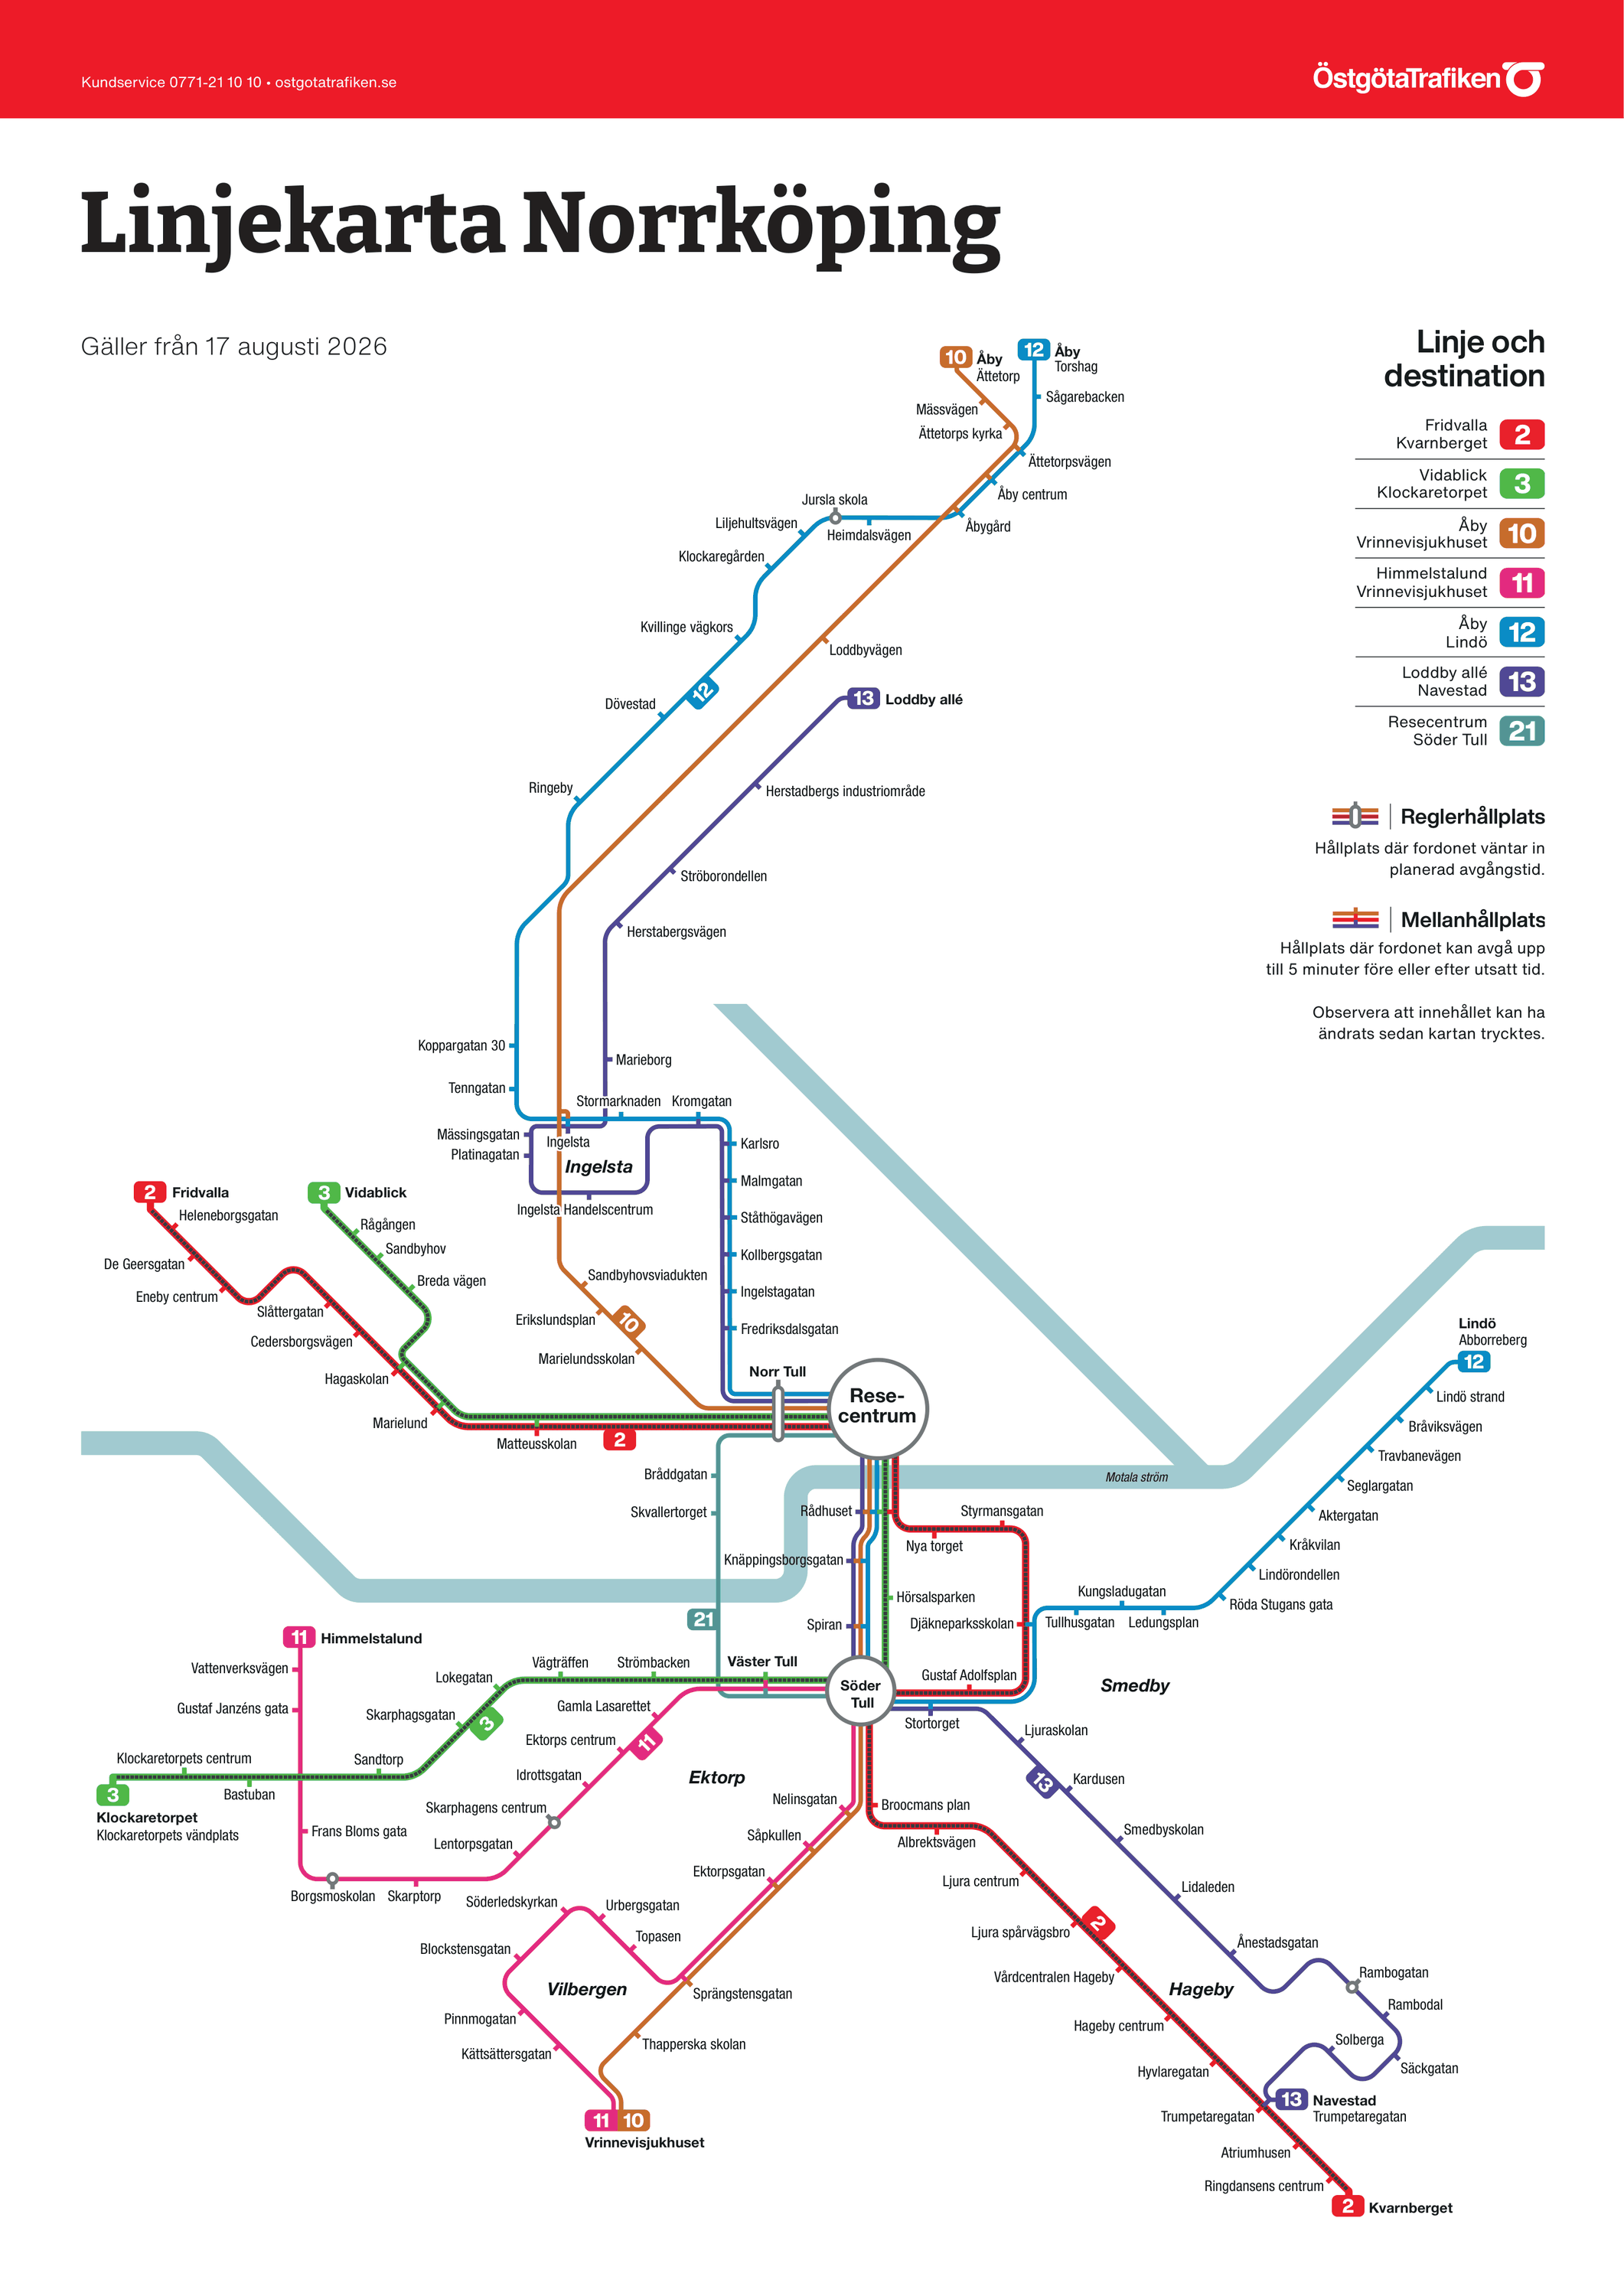 Kundservice 0771-21 10 10 • ostgotatrafiken.se
ÖstgötaTrafiken
Linjekarta Norrköping
Gäller från 17 augusti 2026
Linje och
destination
Fridvalla
Kvarnberget
2
Vidablick
Klockaretorpet
3
Åby
Vrinnevisjukhuset
10
Himmelstalund
Vrinnevisjukhuset
11
Åby
Lindö
12
Loddby allé
Navestad
13
Resecentrum
Söder Tull
21
Reglerhållplats
Hållplats där fordonet väntar in
planerad avgångstid.
Mellanhållplats
Hållplats där fordonet kan avgå upp
till 5 minuter före eller efter utsatt tid.
Observera att innehållet kan ha
ändrats sedan kartan trycktes.
10 Åby
Ättetorp
12 Åby
Torshag
Sågarebacken
Mässvägen
Ättetorps kyrka
Ättetorpsvägen
Åby centrum
Åbygård
Jursla skola
Heimdalsvägen
Liljehultsvägen
Klockaregården
Kvillinge vägkors
Loddbyvägen
12
Dövestad
13 Loddby allé
Ringeby
Herstadbergs industriområde
Ströborondellen
Herstabergsvägen
Koppargatan 30
Marieborg
Tenngatan
Stormarknaden
Kromgatan
Mässingsgatan
Platinagatan
Ingelsta
Ingelsta
Ingelsta Handelscentrum
Karlsro
Malmgatan
Ståthögavägen
Kollbergsgatan
Ingelstagatan
Fredriksdalsgatan
2 Fridvalla
Heleneborgsgatan
De Geersgatan
Eneby centrum
Slåttergatan
Cedersborgsvägen
Hagaskolan
Marielund
Matteusskolan
2
3 Vidablick
Rågången
Sandbyhov
Breda vägen
Sandbyhovsviadukten
Erikslundsplan
10
Marielundsskolan
Norr Tull
Rese-
centrum
Lindö
Abborreberg
12
Lindö strand
Bråviksvägen
Travbanevägen
Seglargatan
Aktergatan
Kråkvilan
Lindörondellen
Röda Stugans gata
Kungsladugatan
Tullhusgatan
Ledungsplan
Motala ström
Bråddgatan
Skvallertorget
21
Rådhuset
Knäppingsborgsgatan
Spiran
Hörsalsparken
Styrmansgatan
Nya torget
Djäkneparksskolan
Gustaf Adolfsplan
Smedby
Söder
Tull
Stortorget
Väster Tull
Strömbacken
Vägträffen
Lokegatan
Skarphagsgatan
3
Sandtorp
Bastuban
Klockaretorpets centrum
3
Klockaretorpet
Klockaretorpets vändplats
11 Himmelstalund
Vattenverksvägen
Gustaf Janzéns gata
Frans Bloms gata
Borgsmoskolan
Skarptorp
Lentorpsgatan
Skarphagens centrum
Idrottsgatan
Ektorps centrum
11
Gamla Lasarettet
Ektorp
Nelinsgatan
Såpkullen
Ektorpsgatan
Söderledskyrkan
Urbergsgatan
Topasen
Blockstensgatan
Vilbergen
Pinnmogatan
Kättsättersgatan
Sprängstensgatan
Thapperska skolan
11 10
Vrinnevisjukhuset
Ljuraskolan
13
Kardusen
Smedbyskolan
Lidaleden
Ånestadsgatan
Rambogatan
Rambodal
Säckgatan
Solberga
13 Navestad
Trumpetaregatan
Broocmans plan
Albrektsvägen
Ljura centrum
2
Ljura spårvägsbro
Vårdcentralen Hageby
Hageby
Hageby centrum
Hyvlaregatan
Trumpetaregatan
Atriumhusen
Ringdansens centrum
2 Kvarnberget